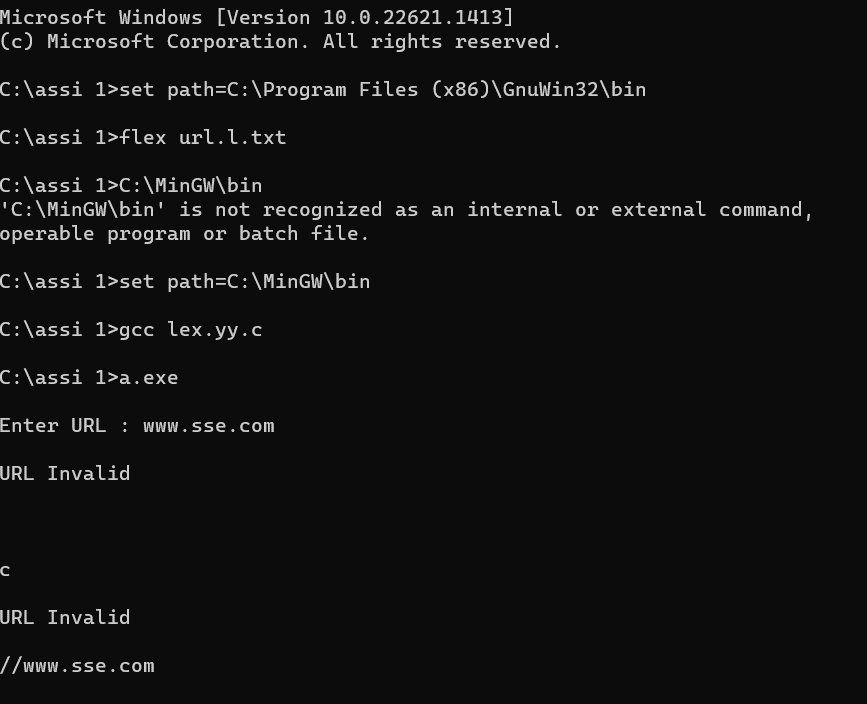 Microsoft Windows [Version 10.0.22621.1413]
(c) Microsoft Corporation. All rights reserved.
C:\assi 1>set path=C:\Program Files (x86)\GnuWin32\bin
C:\assi 1>flex url.l.txt
C:\assi 1>C:\MinGW\bin
'C:\MinGW\bin' is not recognized as an internal or external command,
operable program or batch file.
C:\assi 1>set path=C:\MinGW\bin
C:\assi 1>gcc lex.yy.c
C:\assi 1>a.exe
Enter URL : www.sse.com
URL Invalid
c
URL Invalid
//www.sse.com